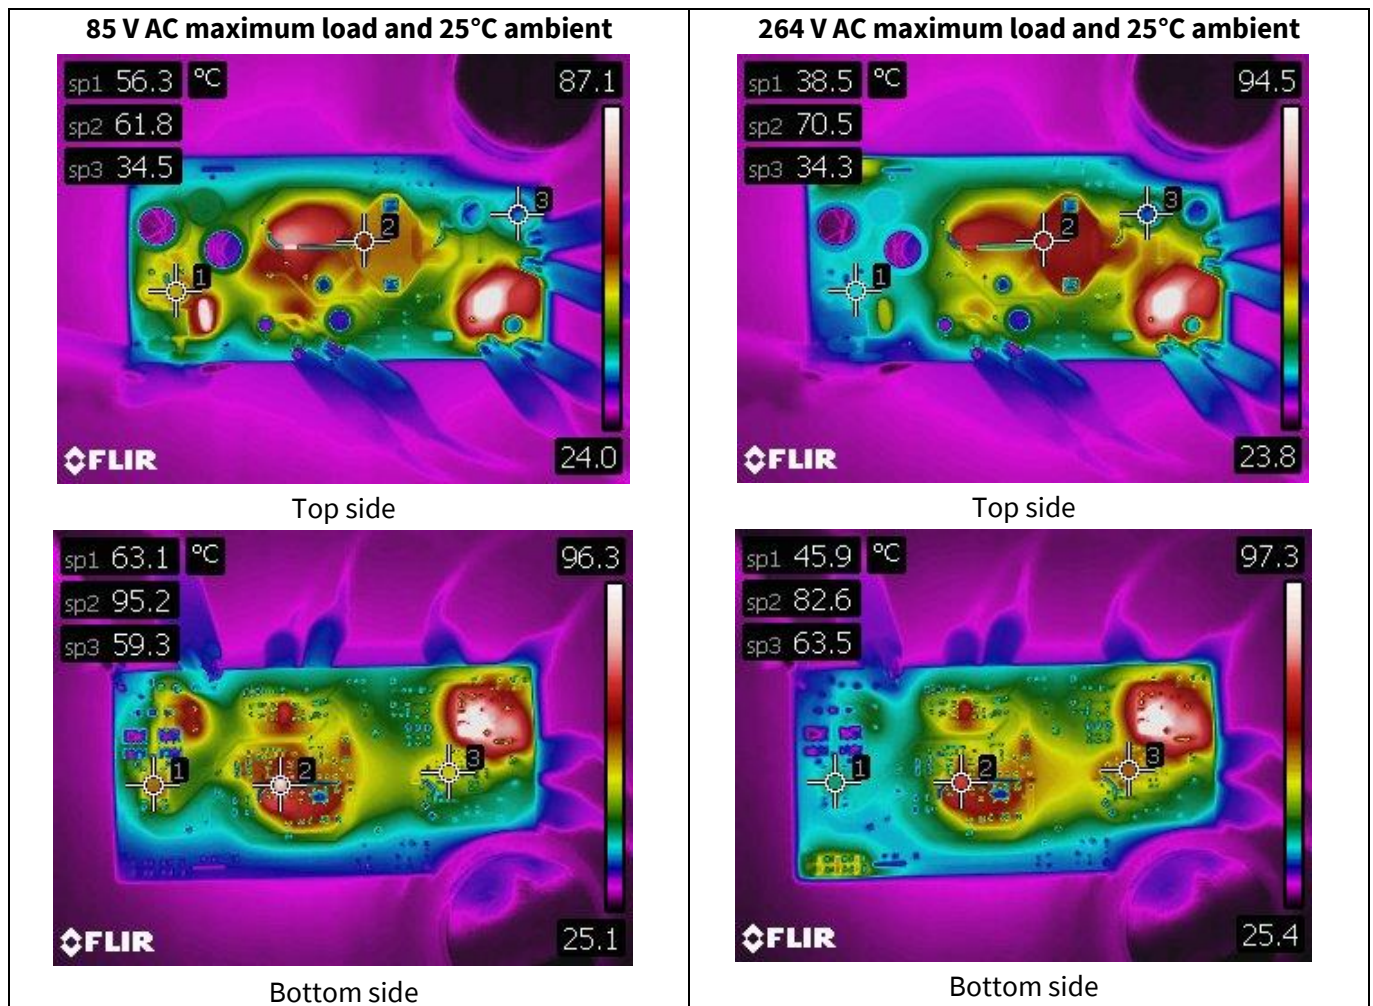 85 V AC maximum load and 25°C ambient
264 V AC maximum load and 25°C ambient
sp1 56.3 °C
87.1
sp2 61.8
sp3 34.5
3
2
1
FLIR
24.0
Top side
sp1 38.5 °C
94.5
sp2 70.5
sp3 34.3
3
2
1
FLIR
23.8
Top side
sp1 63.1 °C
96.3
sp2 95.2
sp3 59.3
1
2
3
FLIR
25.1
Bottom side
sp1 45.9 °C
97.3
sp2 82.6
sp3 63.5
1
2
3
FLIR
25.4
Bottom side